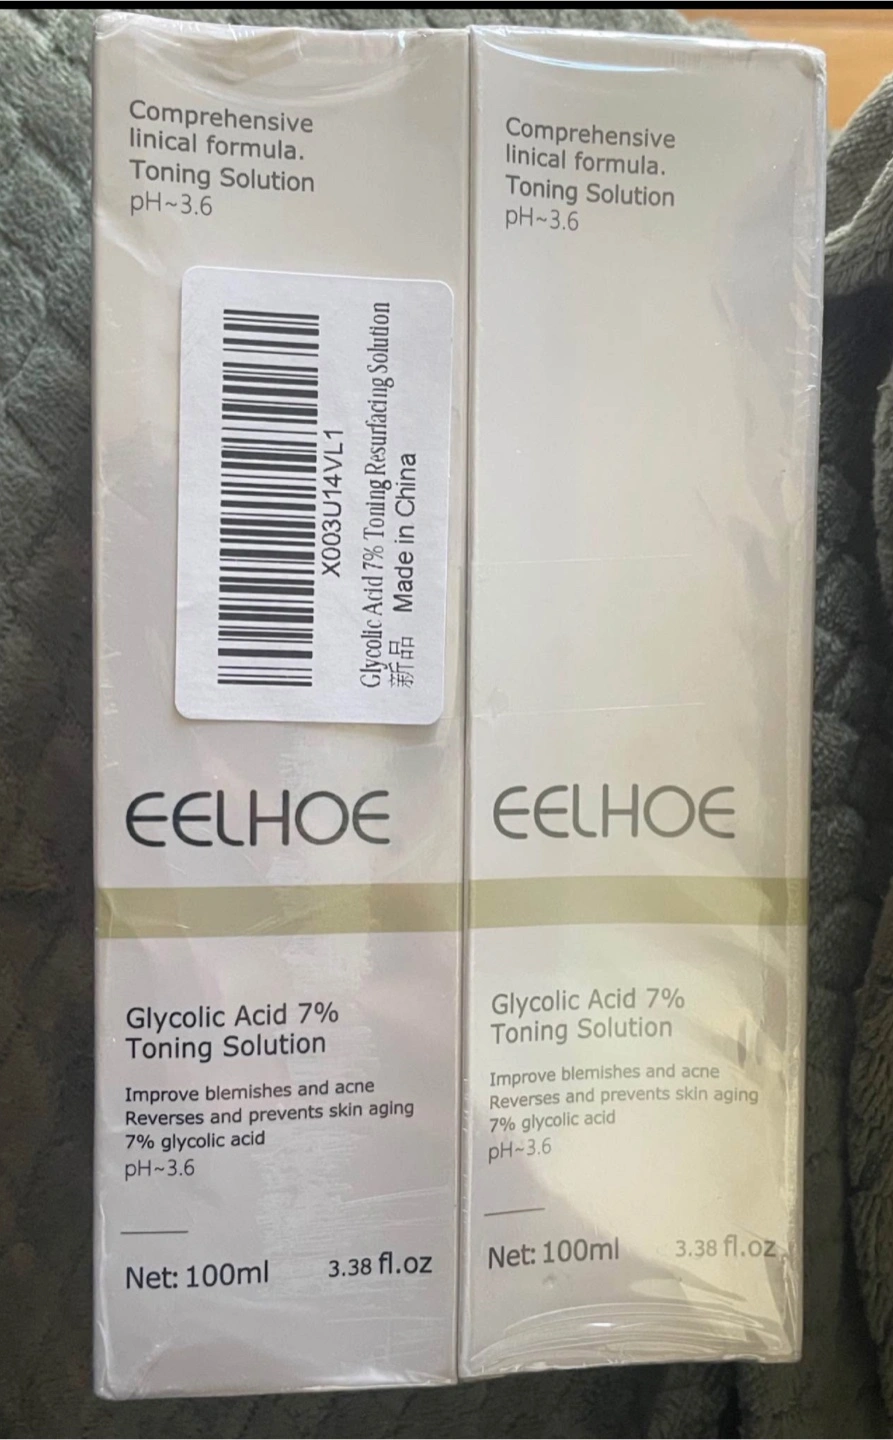 Comprehensive
linical formula.
Toning Solution
pH~3.6
X003U14VL1
Glycolic Acid 7% Toning Resurfacing Solution
新品 Made in China
EELHOE
Glycolic Acid 7%
Toning Solution
Improve blemishes and acne
Reverses and prevents skin aging
7% glycolic acid
pH~3.6
Net: 100ml 3.38 fl.oz
Comprehensive
linical formula.
Toning Solution
pH~3.6
EELHOE
Glycolic Acid 7%
Toning Solution
Improve blemishes and acne
Reverses and prevents skin aging
7% glycolic acid
pH~3.6
Net: 100ml 3.38 fl.oz